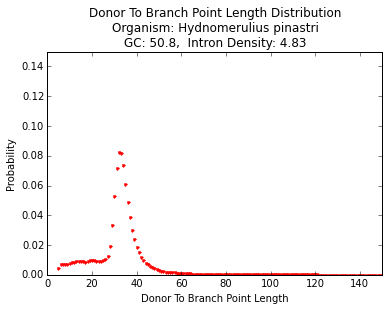 Donor To Branch Point Length Distribution
Organism: Hydnomerulius pinastri
GC: 50.8,  Intron Density: 4.83
0.14
0.12
0.10
0.08
0.06
0.04
0.02
0.00
Probability
0 20 40 60 80 100 120 140
Donor To Branch Point Length